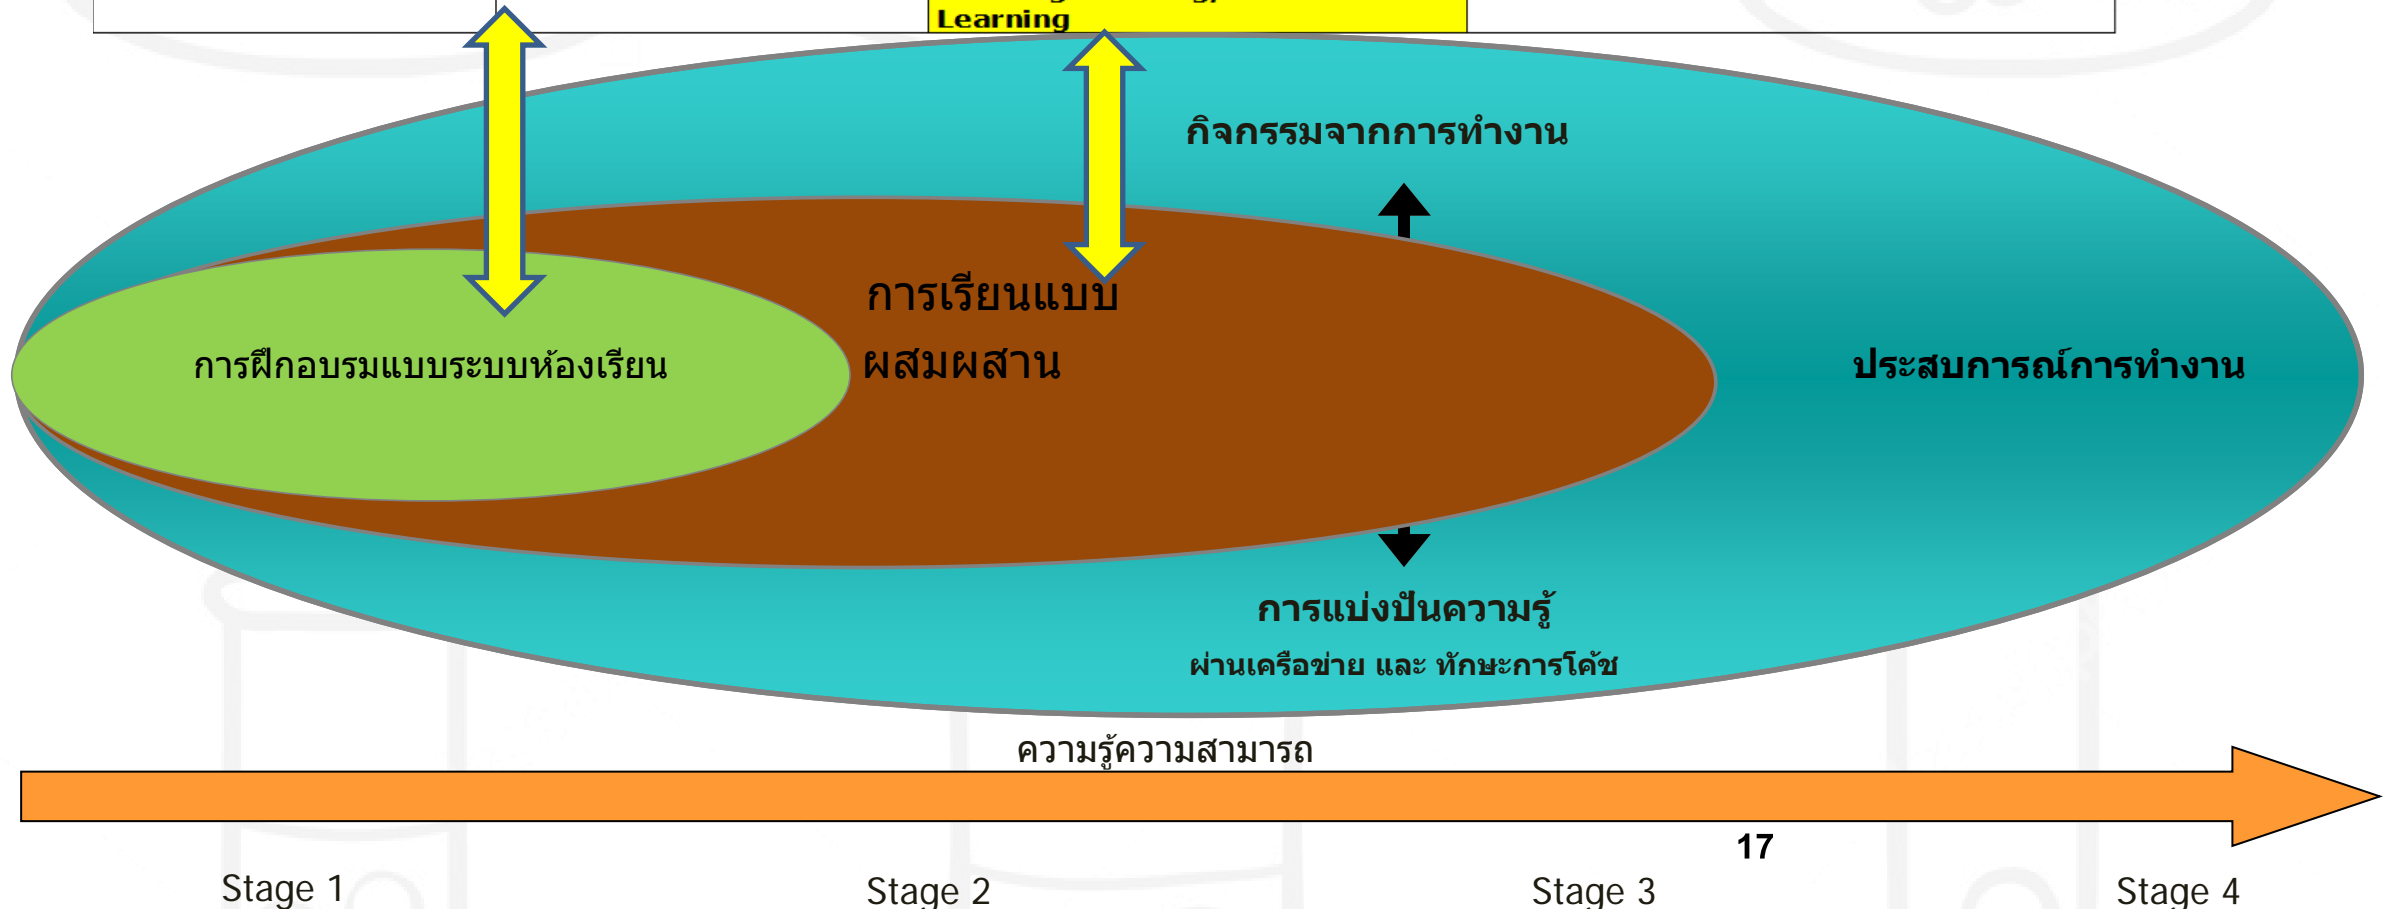 Learning
กิจกรรมจากการทำงาน
การเรียนแบบ
ผสมผสาน
การฝึกอบรมแบบระบบห้องเรียน
ประสบการณ์การทำงาน
การแบ่งปันความรู้
ผ่านเครือข่าย และ ทักษะการโค้ช
ความรู้ความสามารถ
17
Stage 1
Stage 2
Stage 3
Stage 4